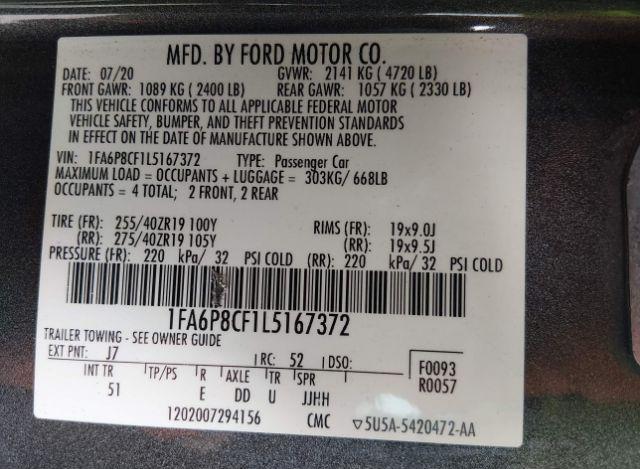 MFD. BY FORD MOTOR CO.
DATE: 07/20 GVWR: 2141 KG ( 4720 LB)
FRONT GAWR: 1089 KG ( 2400 LB) REAR GAWR: 1057 KG ( 2330 LB)
THIS VEHICLE CONFORMS TO ALL APPLICABLE FEDERAL MOTOR
VEHICLE SAFETY, BUMPER, AND THEFT PREVENTION STANDARDS
IN EFFECT ON THE DATE OF MANUFACTURE SHOWN ABOVE.
VIN: 1FA6P8CF1L5167372 TYPE: Passenger Car
MAXIMUM LOAD = OCCUPANTS + LUGGAGE = 303KG/ 668LB
OCCUPANTS = 4 TOTAL; 2 FRONT, 2 REAR
TIRE (FR): 255/40ZR19 100Y RIMS (FR): 19x9.0J
(RR): 275/40ZR19 105Y (RR): 19x9.5J
PRESSURE (FR): 220 kPa/ 32 PSI COLD (RR): 220 kPa/ 32 PSI COLD
1FA6P8CF1L5167372
TRAILER TOWING - SEE OWNER GUIDE
EXT PNT: J7 RC: 52 DSO: F0093
INT TR TP/PS R AXLE TR SPR R0057
51 E DD U JJHH
1202007294156 CMC ▽5U5A-5420472-AA